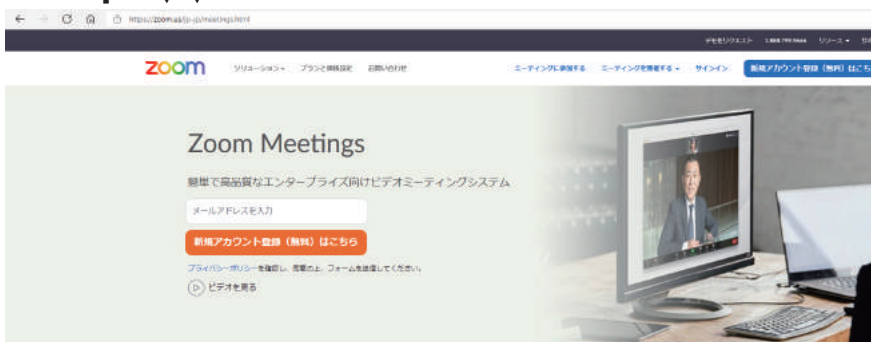 https://zoom.us/jp-jp/meetings.html
デモをリクエスト 1.888.799.9666 リソース
zoom ソリューション プランと価格設定 お問い合わせ ミーティングに参加する ミーティングを開催する サインイン 新規アカウント登録（無料）はこちら
Zoom Meetings
簡単で高品質なエンタープライズ向けビデオミーティングシステム
メールアドレスを入力
新規アカウント登録（無料）はこちら
プライバシーポリシーを確認し、同意の上、フォームを送信してください。
ビデオを見る